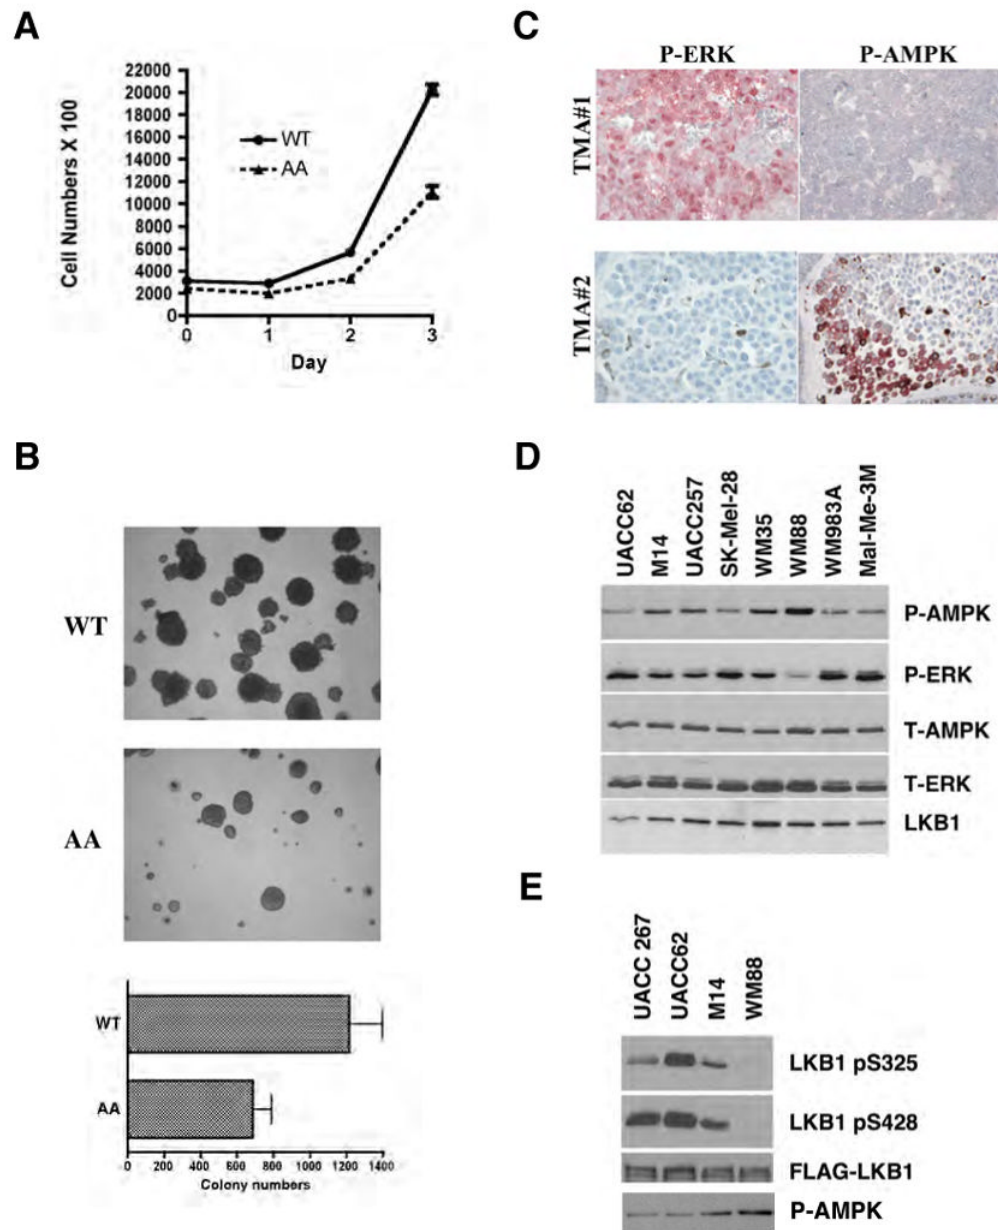 A
22000
20000
18000
16000
14000
12000
10000
8000
6000
4000
2000
0
Cell Numbers X 100
WT
AA
0 1 2 3
Day
B
WT
AA
WT
AA
0 200 400 600 800 1000 1200 1400
Colony numbers
C
P-ERK P-AMPK
TMA#1
TMA#2
D
UACC62 M14 UACC257 SK-Mel-28 WM35 WM88 WM983A Mal-Me-3M
P-AMPK
P-ERK
T-AMPK
T-ERK
LKB1
E
UACC 267 UACC62 M14 WM88
LKB1 pS325
LKB1 pS428
FLAG-LKB1
P-AMPK